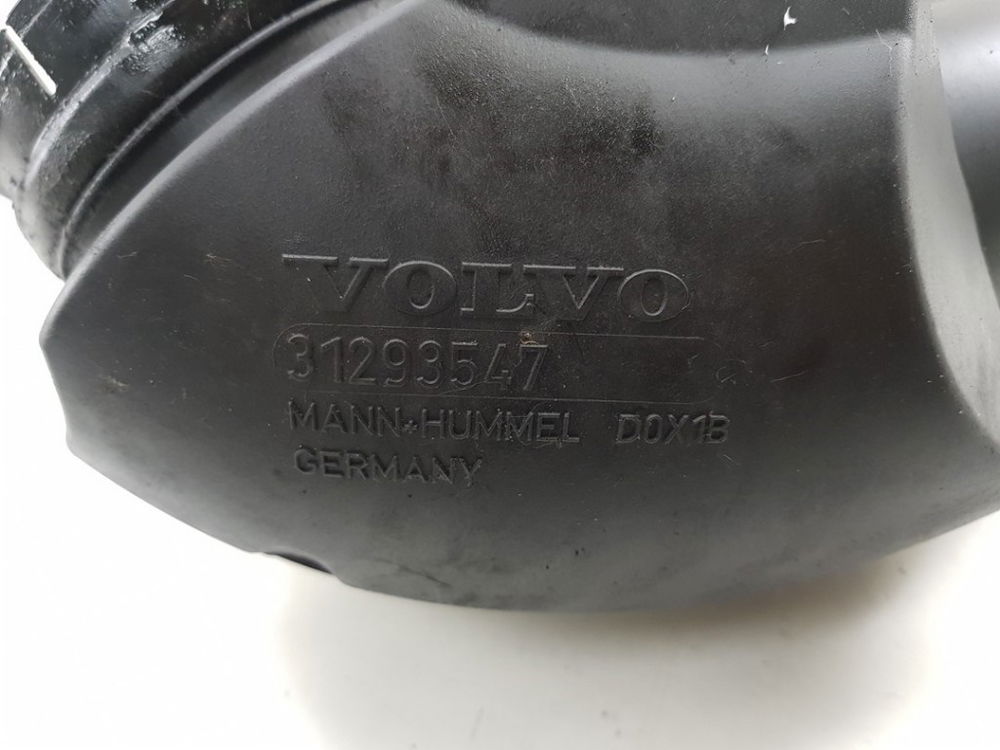 VOLVO
31293547
MANN+HUMMEL D0X1B
GERMANY